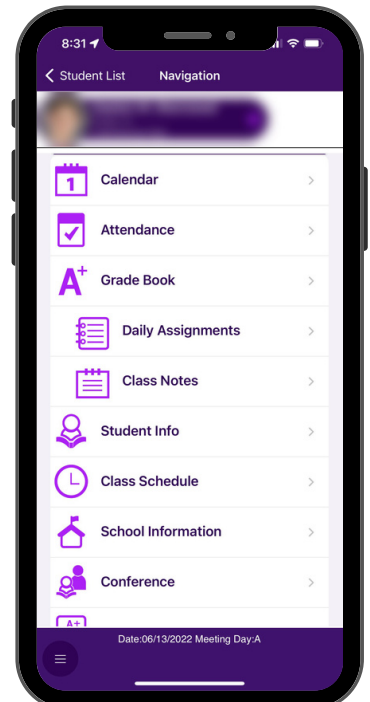 8:31
Student List Navigation
1 Calendar
Attendance
A+ Grade Book
Daily Assignments
Class Notes
Student Info
Class Schedule
School Information
Conference
A+
Date:06/13/2022 Meeting Day:A